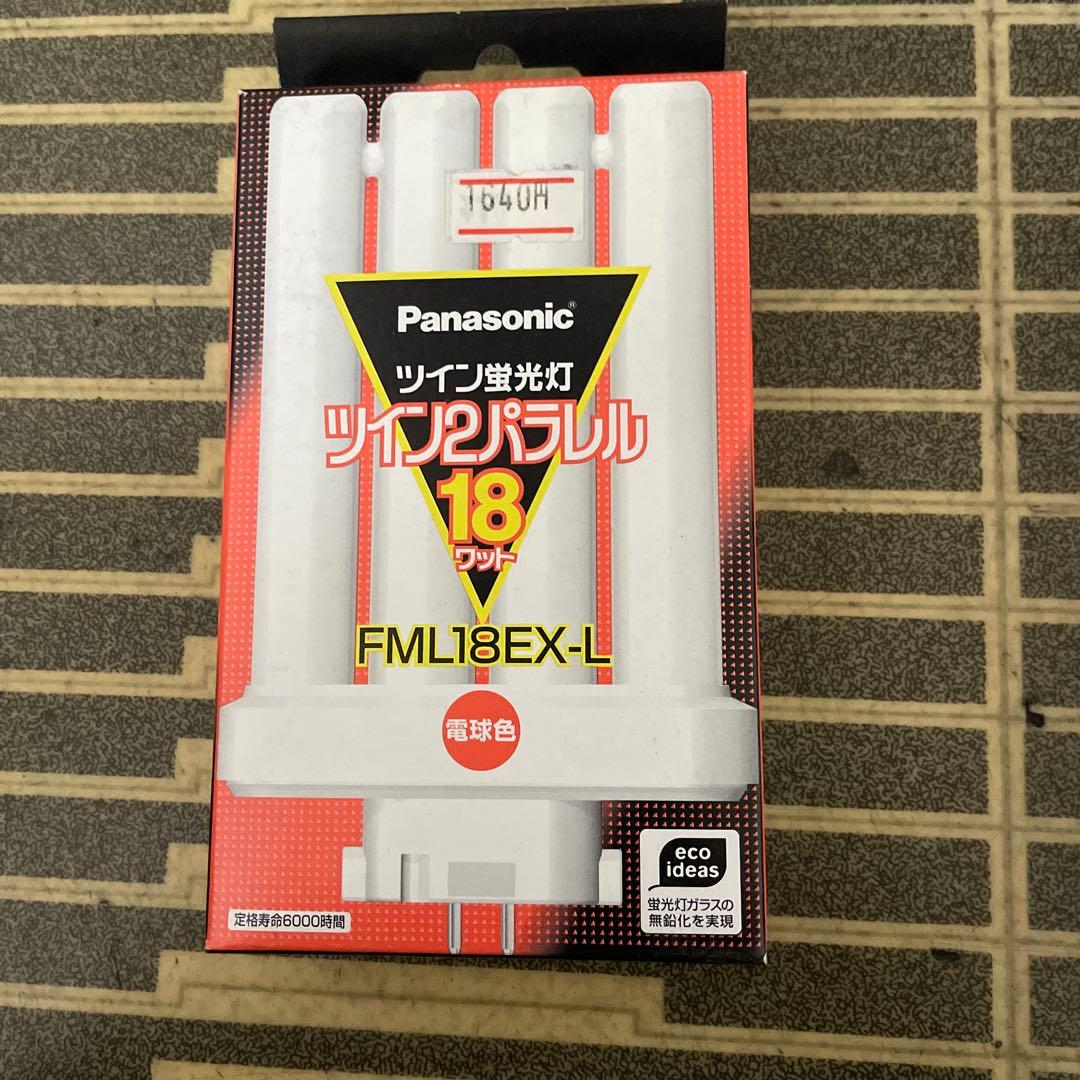 1640円
Panasonic®
ツイン蛍光灯
ツイン2パラレル
18
ワット
FML18EX-L
電球色
eco
ideas
蛍光灯ガラスの
無鉛化を実現
定格寿命6000時間